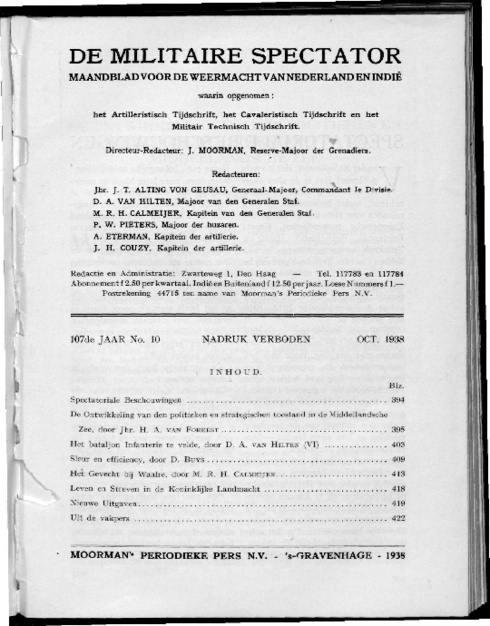 DE MILITAIRE SPECTATOR
MAANDBLAD VOOR DE WEERMACHT VAN NEDERLAND EN INDIË
waarin opgenomen:
het Artilleristisch Tijdschrift, het Cavaleristisch Tijdschrift en het
Militair Technisch Tijdschrift.
Directeur-Redacteur: J. MOORMAN, Reserve-Majoor der Grenadiers.
Redacteuren:
Jhr. J. T. ALTING VON GEUSAU, Generaal-Majoor, Commandant Ie Divisie.
D. A. VAN HILTEN, Majoor van den Generalen Staf.
M. R. H. CALMEIJER, Kapitein van den Generalen Staf.
P. W. PIETERS, Majoor der huzaren.
A. ETERMAN, Kapitein der artillerie.
J. H. COUZY, Kapitein der artillerie.
Redactie en Administratie: Zwarteweg 1, Den Haag — Tel. 117783 en 117784
Abonnement f 2.50 per kwartaal. Indië en Buitenland f 12.50 per jaar. Losse Nummers f 1.—
Postrekening 44715 ten name van Moorman's Periodieke Pers N.V.
107de JAAR No. 10 NADRUK VERBODEN OCT. 1938
INHOUD.
Blz.
Spectatoriale Beschouwingen ........ 394
De Ontwikkeling van den politieken en strategischen toestand in de Middellandsche
Zee, door Jhr. H. A. VAN FOREEST ........ 395
Het bataljon Infanterie te velde, door D. A. VAN HILTEN (VI) ........ 403
Sleur en efficiency, door D. BUYS ........ 409
Het Gevecht bij Waalre, door M. R. H. CALMEIJER ........ 413
Leven en Streven in de Koninklijke Landmacht ........ 418
Nieuwe Uitgaven ........ 419
Uit de vakpers ........ 422
MOORMAN'S PERIODIEKE PERS N.V. - 's-GRAVENHAGE - 1938